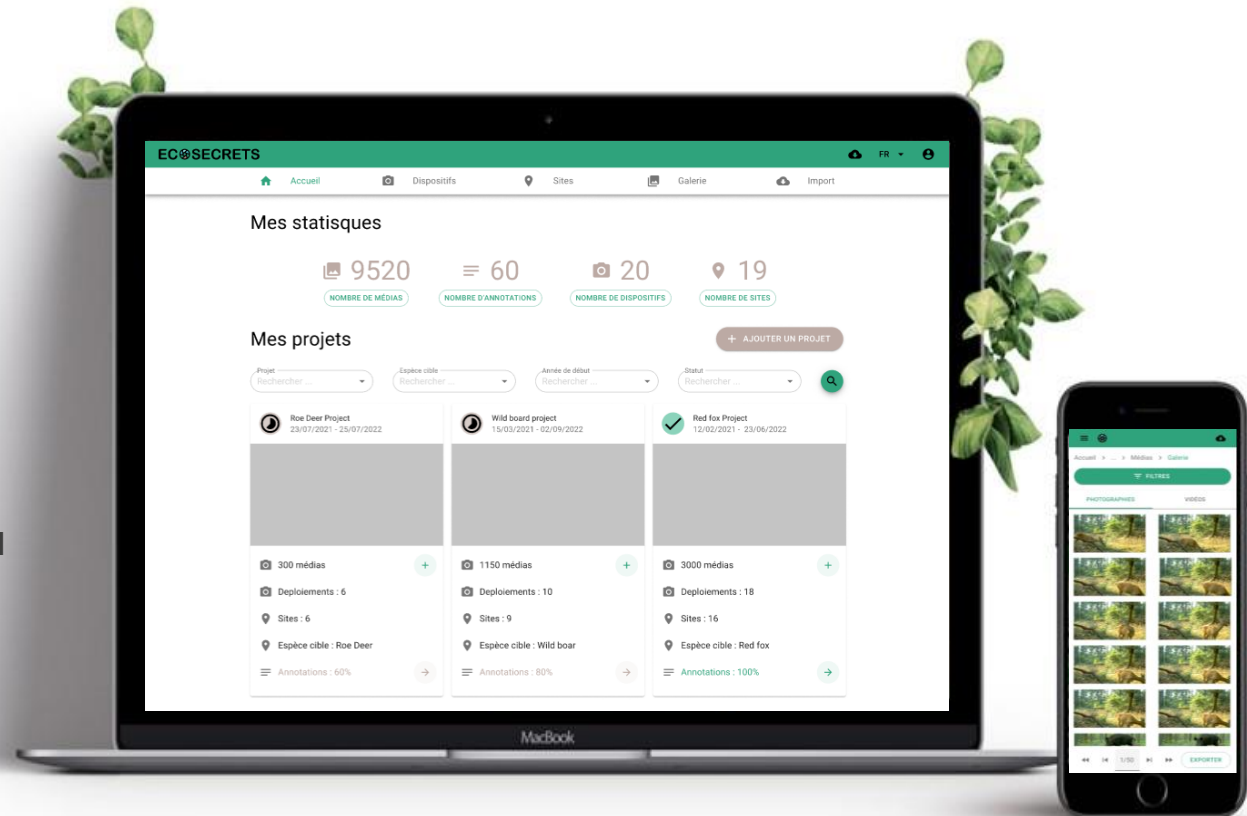 EC❁SECRETS
FR
Accueil
Dispositifs
Sites
Galerie
Import
Mes statisques
9520
60
20
19
NOMBRE DE MÉDIAS
NOMBRE D'ANNOTATIONS
NOMBRE DE DISPOSITIFS
NOMBRE DE SITES
Mes projets
+ AJOUTER UN PROJET
Projet
Rechercher ...
Espèce cible
Rechercher ...
Année de début
Rechercher ...
Statut
Rechercher ...
Roe Deer Project
23/07/2021 - 25/07/2022
300 médias
Deploiements : 6
Sites : 6
Espèce cible : Roe Deer
Annotations : 60%
Wild board project
15/03/2021 - 02/09/2022
1150 médias
Deploiements : 10
Sites : 9
Espèce cible : Wild boar
Annotations : 80%
Red fox Project
12/02/2021 - 23/06/2022
3000 médias
Deploiements : 18
Sites : 16
Espèce cible : Red fox
Annotations : 100%
MacBook
Accueil > ... > Médias > Galerie
FILTRES
PHOTOGRAPHIES
VIDÉOS
1/50
EXPORTER